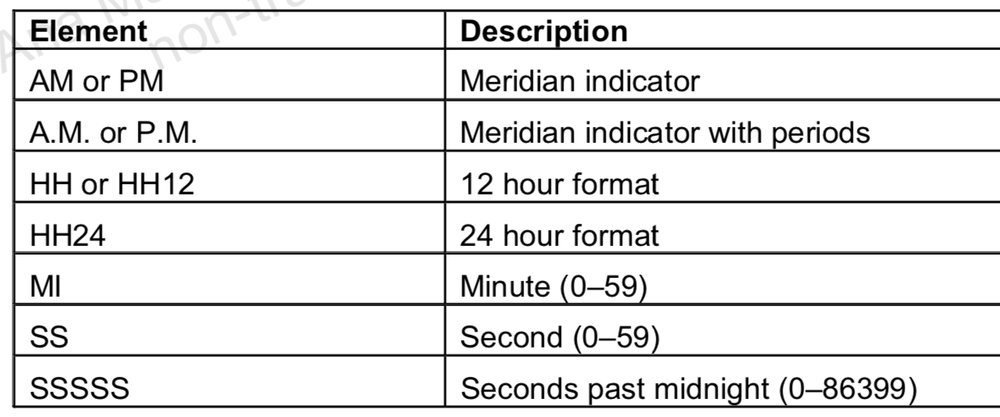 Element Description
AM or PM Meridian indicator
A.M. or P.M. Meridian indicator with periods
HH or HH12 12 hour format
HH24 24 hour format
MI Minute (0–59)
SS Second (0–59)
SSSSS Seconds past midnight (0–86399)